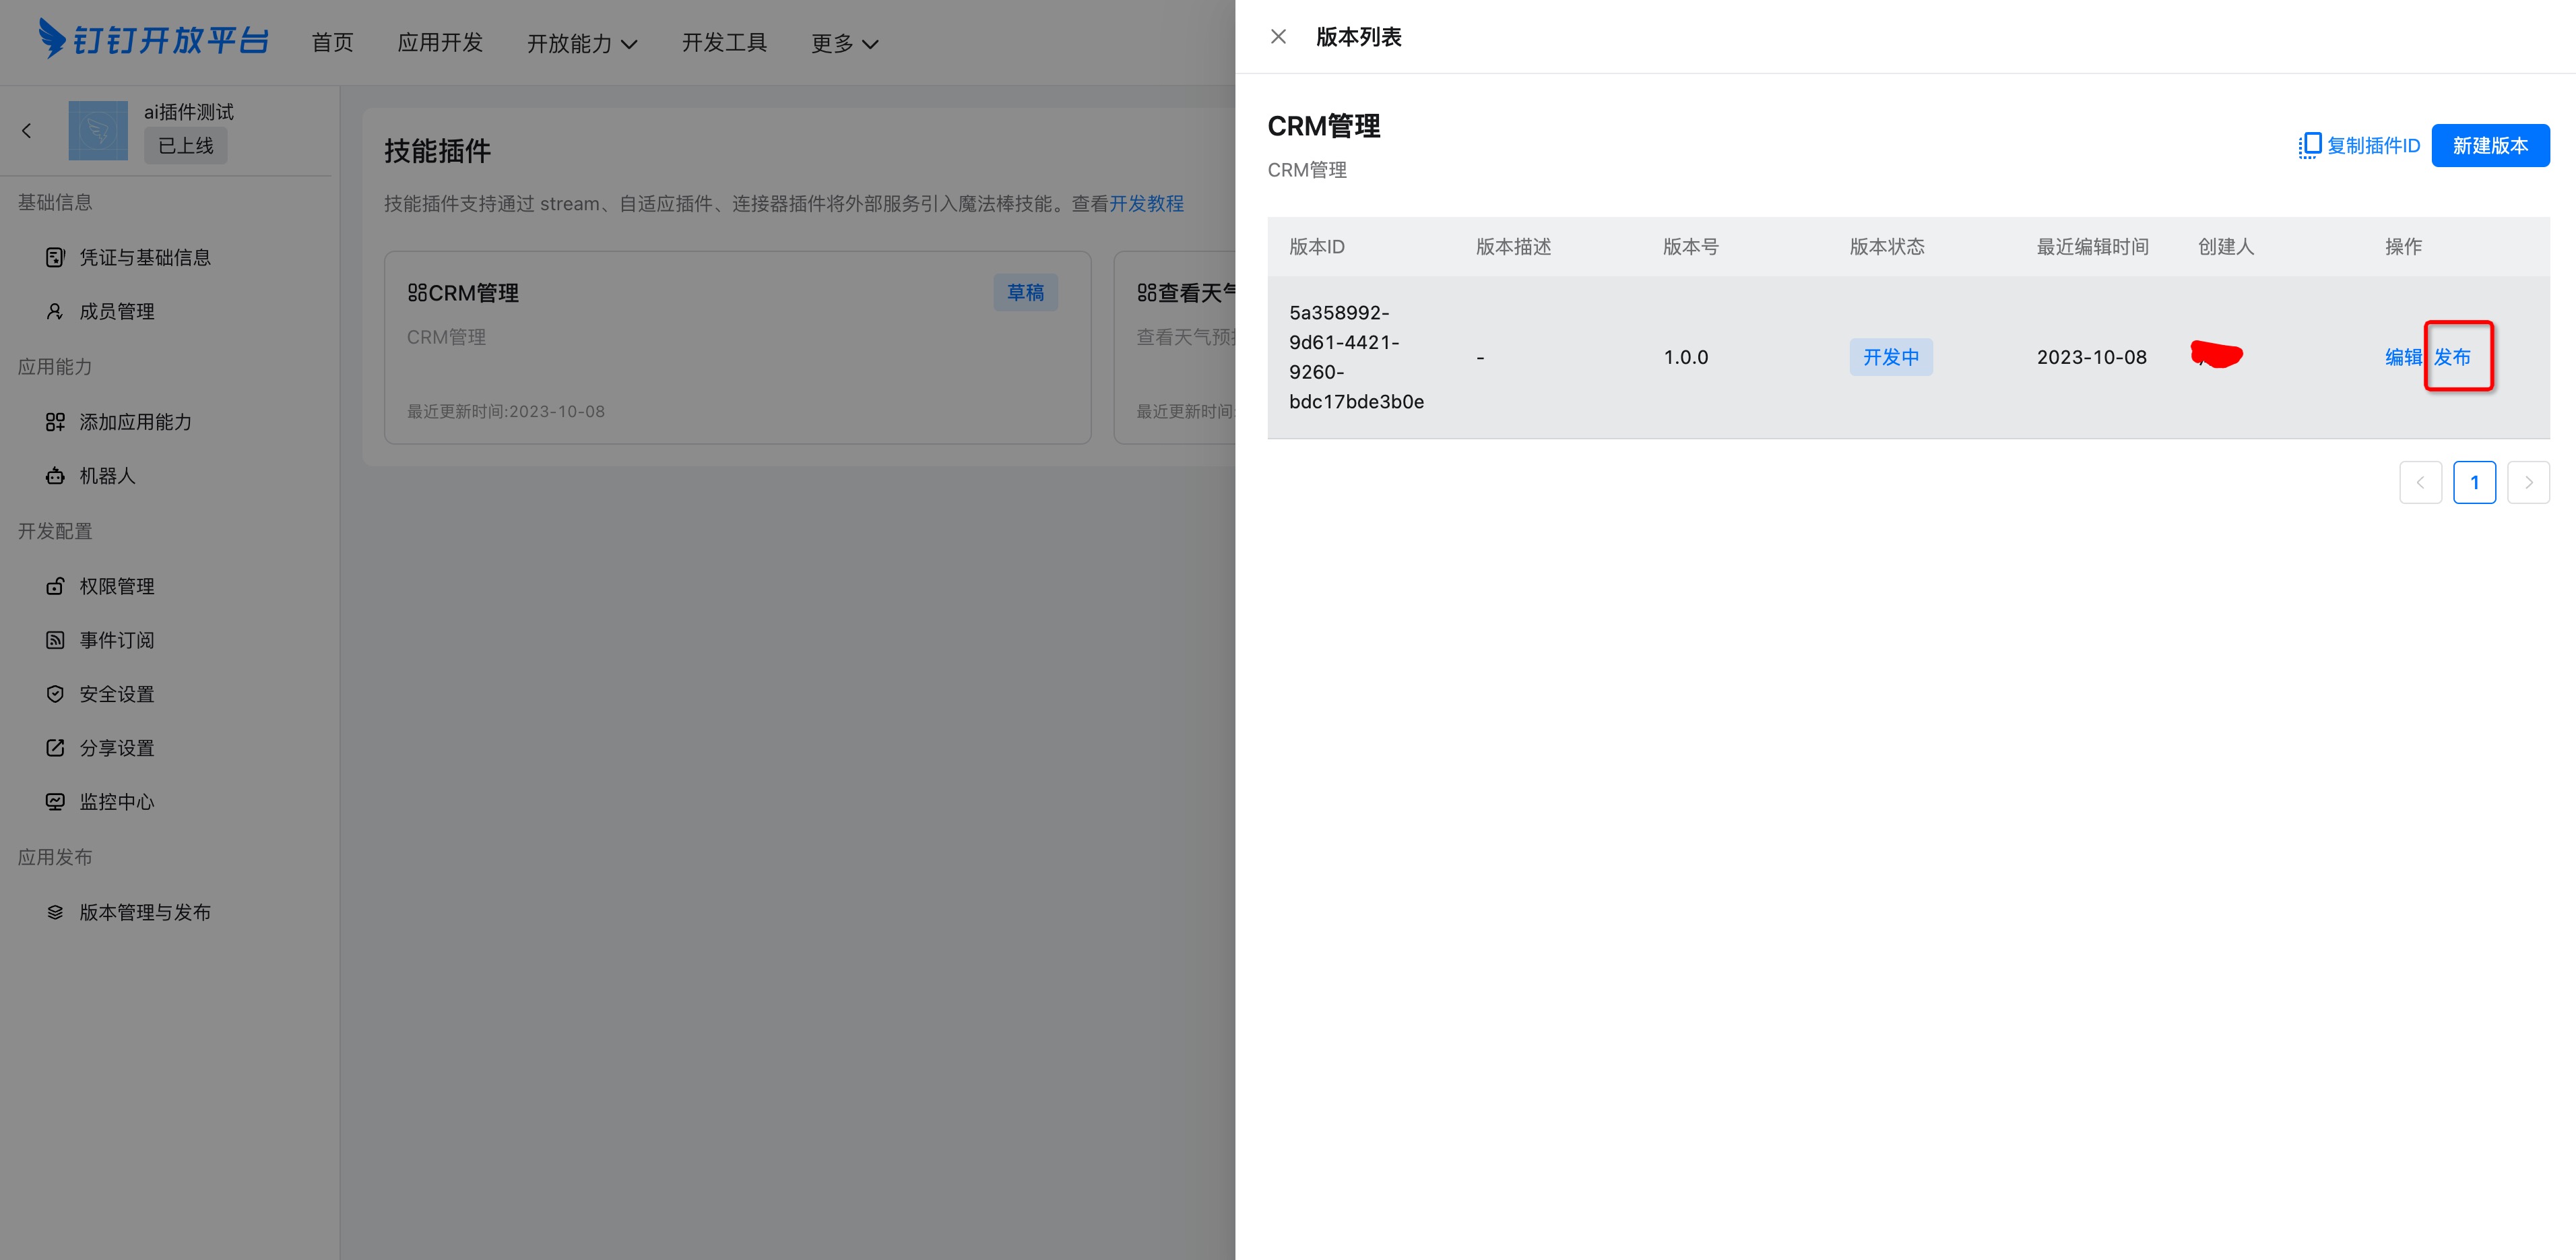 钉钉开放平台
首页
应用开发
开放能力
开发工具
更多
ai插件测试
已上线
基础信息
凭证与基础信息
成员管理
应用能力
添加应用能力
机器人
开发配置
权限管理
事件订阅
安全设置
分享设置
监控中心
应用发布
版本管理与发布
技能插件
技能插件支持通过 stream、自适应插件、连接器插件将外部服务引入魔法棒技能。查看开发教程
CRM管理
草稿
CRM管理
最近更新时间:2023-10-08
查看天
查看天气预
最近更新时间:
版本列表
CRM管理
CRM管理
复制插件ID
新建版本
版本ID
版本描述
版本号
版本状态
最近编辑时间
创建人
操作
5a358992-
9d61-4421-
9260-
bdc17bde3b0e
-
1.0.0
开发中
2023-10-08
编辑
发布
1